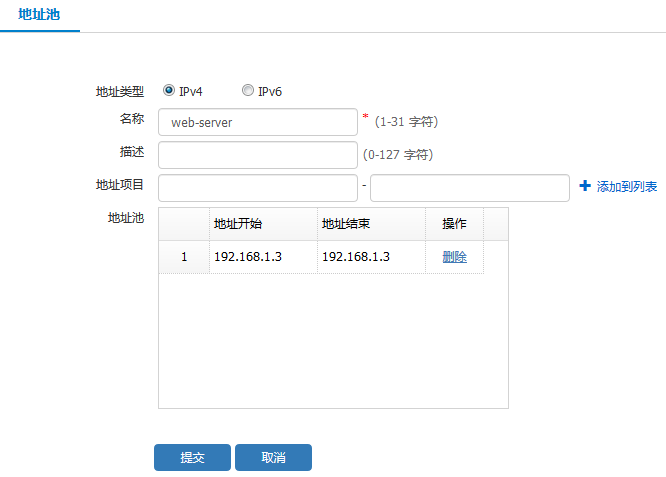 地址池
地址类型 IPv4 IPv6
名称 web-server * (1-31 字符)
描述 (0-127 字符)
地址项目 - 添加到列表
地址池 地址开始 地址结束 操作
1 192.168.1.3 192.168.1.3 删除
提交 取消